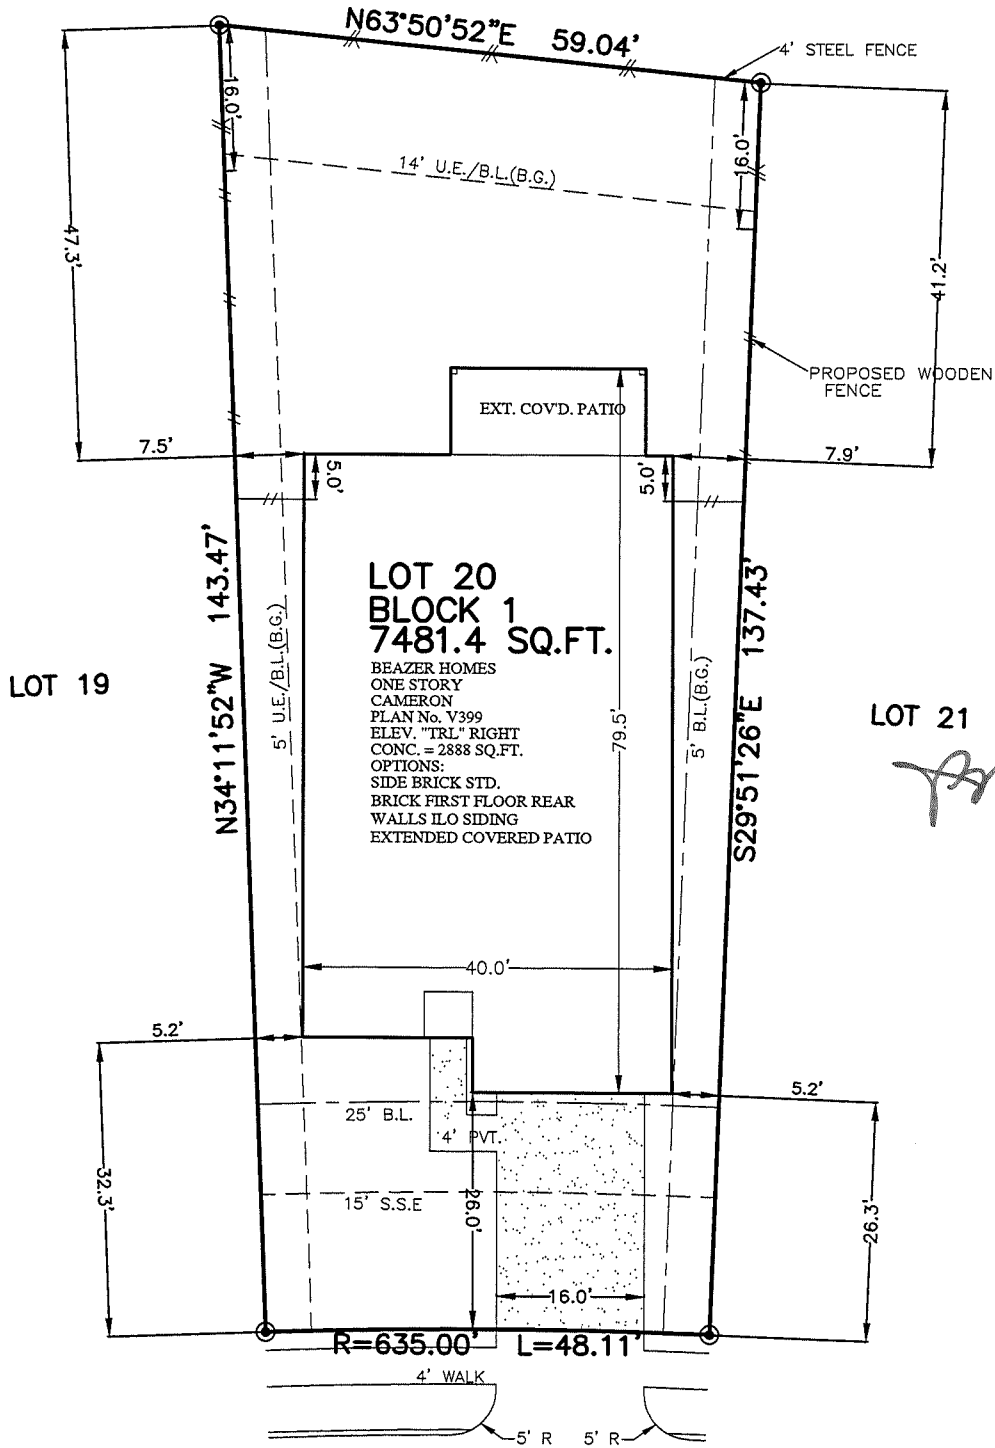 N63°50'52"E 59.04'
4' STEEL FENCE
16.0'
16.0'
14' U.E./B.L.(B.G.)
47.3'
41.2'
PROPOSED WOODEN
FENCE
EXT. COV'D. PATIO
7.5'
7.9'
5.0'
5.0'
LOT 20
BLOCK 1
7481.4 SQ.FT.
BEAZER HOMES
ONE STORY
CAMERON
PLAN No. V399
ELEV. "TRL" RIGHT
CONC. = 2888 SQ.FT.
OPTIONS:
SIDE BRICK STD.
BRICK FIRST FLOOR REAR
WALLS ILO SIDING
EXTENDED COVERED PATIO
N34°11'52"W 143.47'
5' U.E./B.L.(B.G.)
79.5'
5' B.L.(B.G.)
S29°51'26"E 137.43'
LOT 19
LOT 21
40.0'
5.2'
5.2'
25' B.L.
4' PVT.
32.3'
15' S.S.E
26.0'
26.3'
16.0'
R=635.00' L=48.11'
4' WALK
5' R 5' R